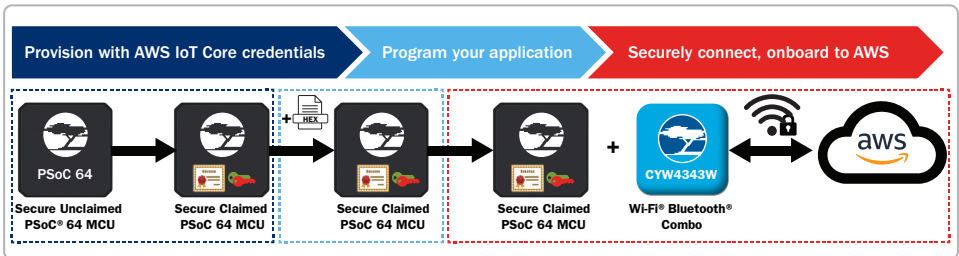 Provision with AWS IoT Core credentials
Program your application
Securely connect, onboard to AWS
PSoC 64
+
HEX
+
CYW4343W
aws
Secure Unclaimed
PSoC® 64 MCU
Secure Claimed
PSoC 64 MCU
Secure Claimed
PSoC 64 MCU
Secure Claimed
PSoC 64 MCU
Wi-Fi® Bluetooth®
Combo